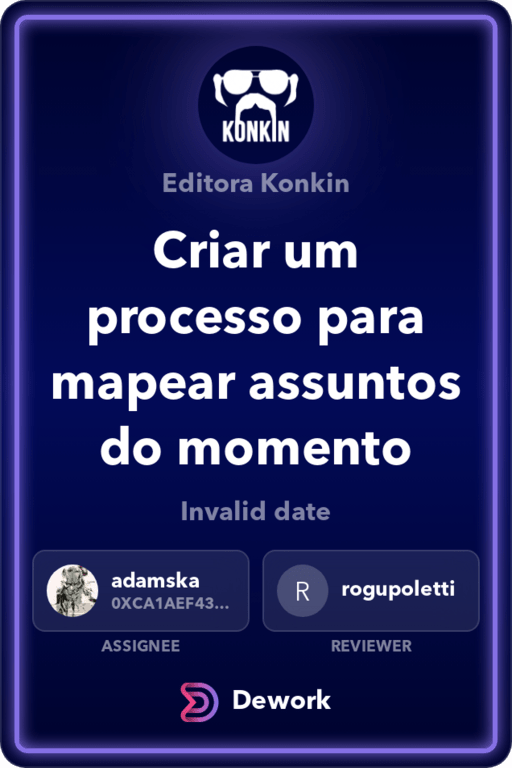 KONKIN
Editora Konkin
Criar um
processo para
mapear assuntos
do momento
Invalid date
adamska
0XCA1AEF43...
ASSIGNEE
R
rogupoletti
REVIEWER
Dework